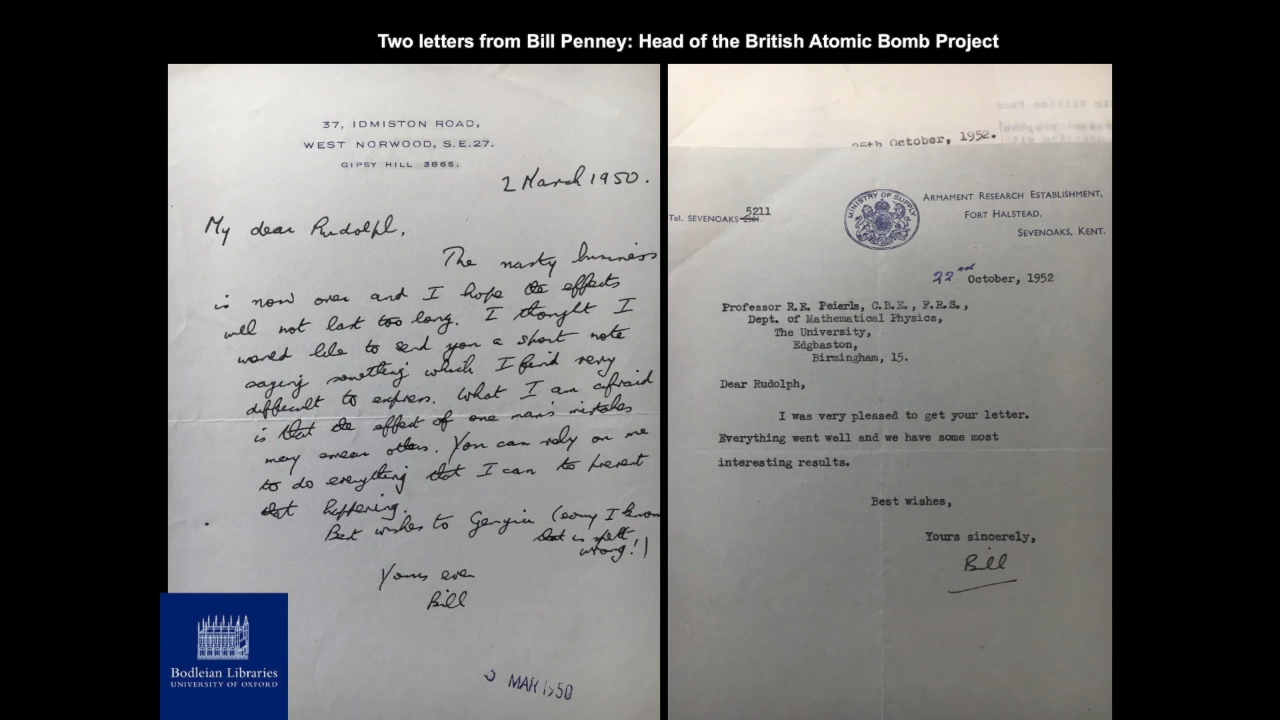 Two letters from Bill Penney: Head of the British Atomic Bomb Project
37, IDMISTON ROAD,
WEST NORWOOD, S.E.27.
GIPSY HILL 3865.
2 March 1950.
My dear Rudolph,
The nasty business
is now over and I hope the effects
will not last too long. I thought I
would like to send you a short note
saying something which I find very
difficult to express. What I am afraid
is that the effect of one man's mistakes
may smear others. You can rely on me
to do everything that I can to prevent
that happening.
Best wishes to (sorry I know
that is spelt
wrong!)
Yours ever
Bill
MAR 1950
Bodleian Libraries
UNIVERSITY OF OXFORD
October, 1952.
MINISTRY OF SUPPLY
ARMAMENT RESEARCH ESTABLISHMENT,
FORT HALSTEAD,
SEVENOAKS, KENT.
Tel. SEVENOAKS 5211
22nd October, 1952
Professor R.E. Peierls, C.B.E., F.R.S.,
Dept. of Mathematical Physics,
The University,
Edgbaston,
Birmingham, 15.
Dear Rudolph,
I was very pleased to get your letter.
Everything went well and we have some most
interesting results.
Best wishes,
Yours sincerely,
Bill